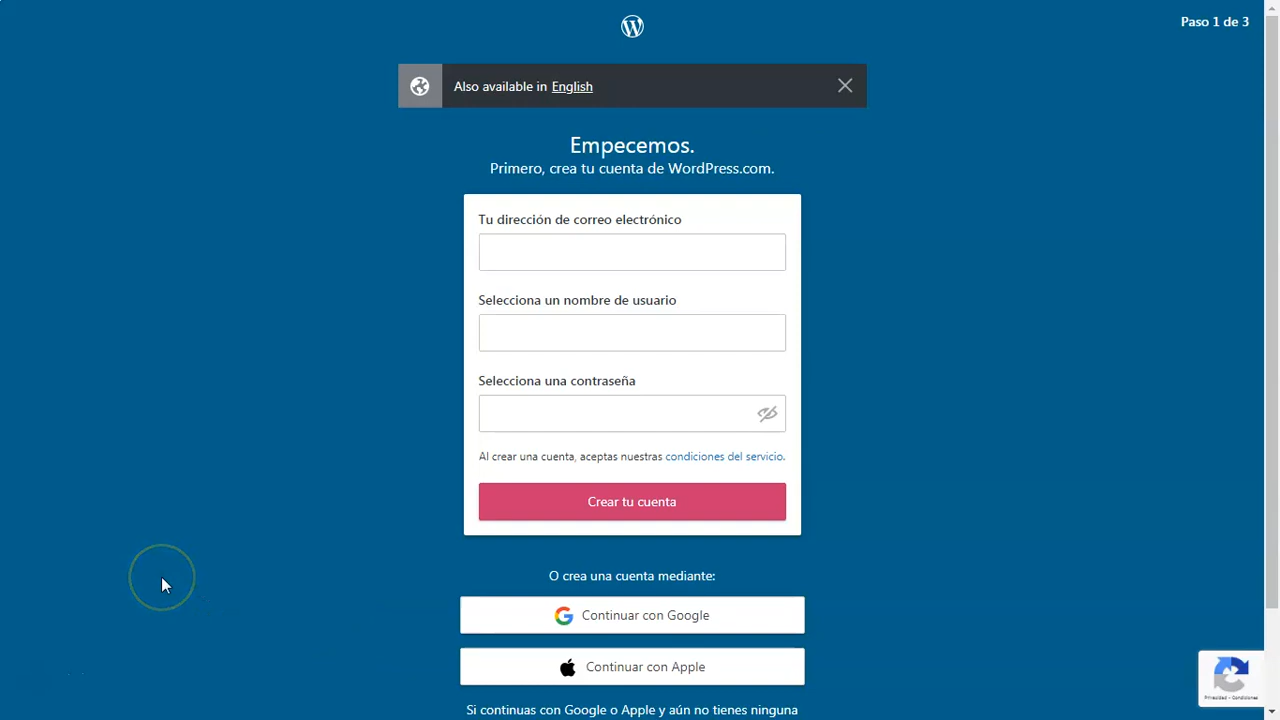 Paso 1 de 3
Also available in English
Empecemos.
Primero, crea tu cuenta de WordPress.com.
Tu dirección de correo electrónico
Selecciona un nombre de usuario
Selecciona una contraseña
Al crear una cuenta, aceptas nuestras condiciones del servicio.
Crear tu cuenta
O crea una cuenta mediante:
Continuar con Google
Continuar con Apple
Si continuas con Google o Apple y aún no tienes ninguna
Privacidad - Condiciones